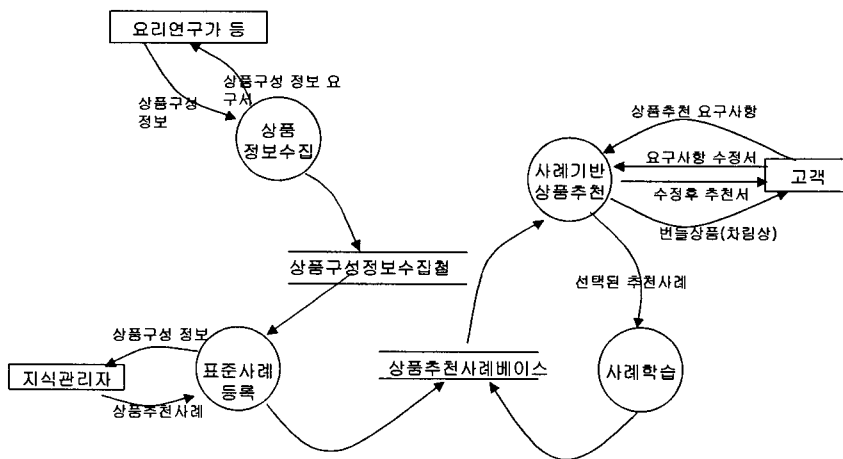 요리연구가 등
상품구성 정보 요
구서
상품구성
정보
상품
정보수집
상품추천 요구사항
요구사항 수정서
사례기반
상품추천
고객
수정후 추천서
번들상품(차림상)
상품구성정보수집철
선택된 추천사례
상품구성 정보
표준사례
등록
지식관리자
상품추천사례
상품추천사례베이스
사례학습